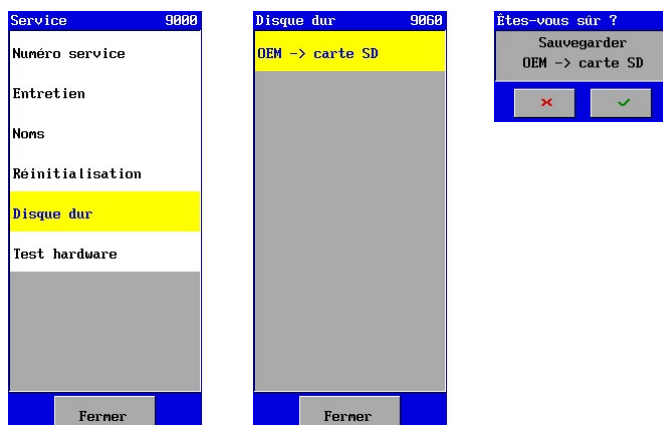 Service 9000
Numéro service
Entretien
Noms
Réinitialisation
Disque dur
Test hardware
Fermer
Disque dur 9060
OEM -> carte SD
Fermer
Êtes-vous sûr ?
Sauvegarder
OEM -> carte SD